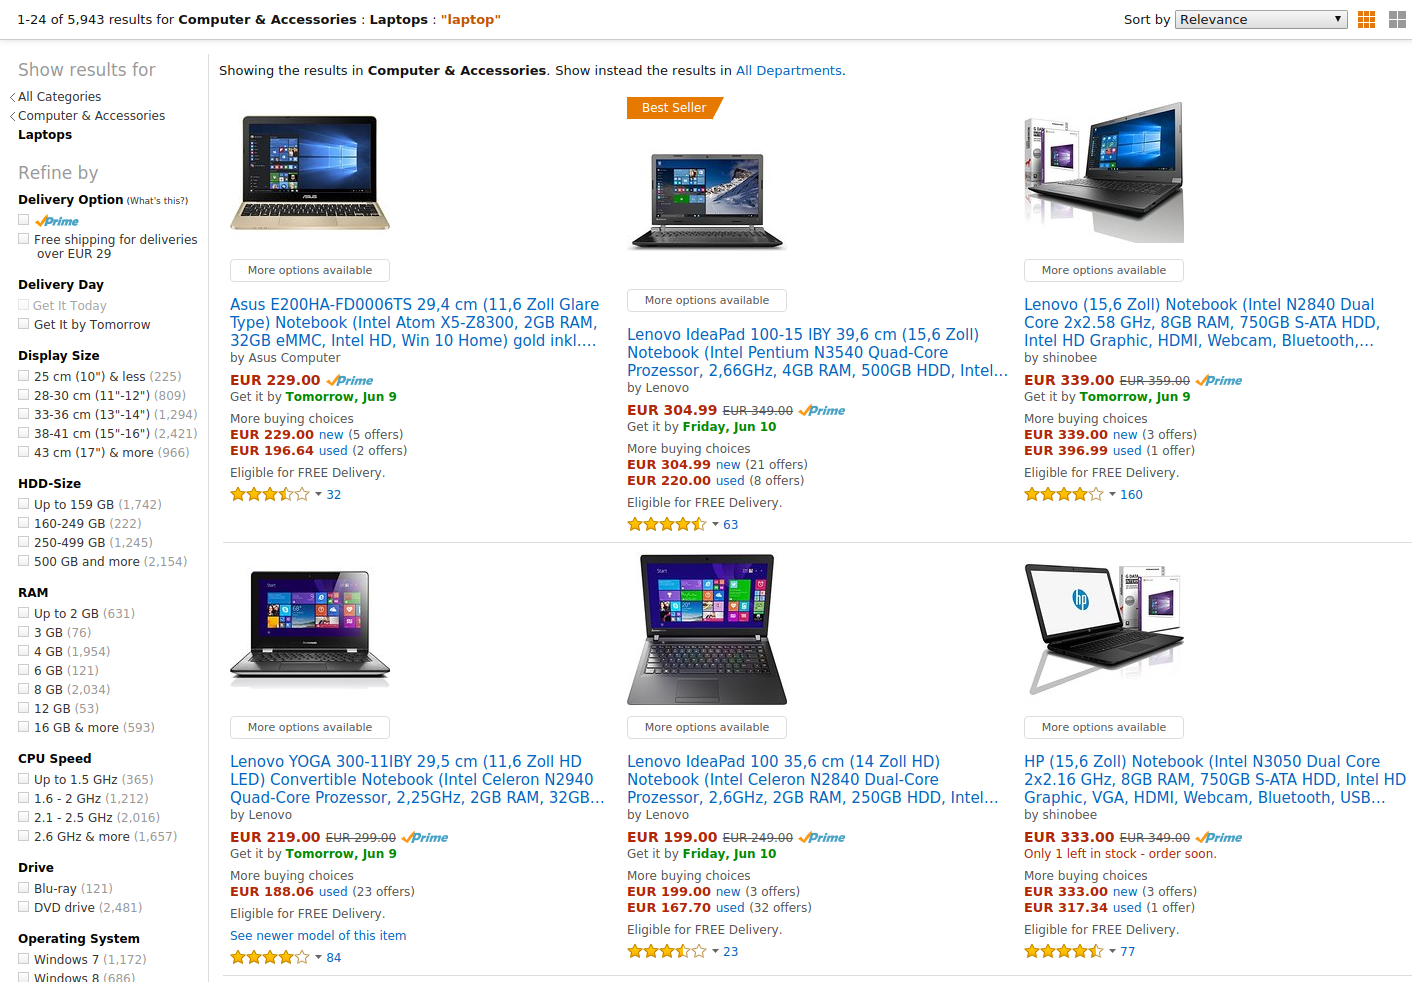 1-24 of 5,943 results for Computer & Accessories : Laptops : "laptop"
Sort by Relevance
Show results for
All Categories
Computer & Accessories
Laptops
Refine by
Delivery Option (What's this?)
Prime
Free shipping for deliveries
over EUR 29
Delivery Day
Get It Today
Get It by Tomorrow
Display Size
25 cm (10") & less (225)
28-30 cm (11"-12") (809)
33-36 cm (13"-14") (1,294)
38-41 cm (15"-16") (2,421)
43 cm (17") & more (966)
HDD-Size
Up to 159 GB (1,742)
160-249 GB (222)
250-499 GB (1,245)
500 GB and more (2,154)
RAM
Up to 2 GB (631)
3 GB (76)
4 GB (1,954)
6 GB (121)
8 GB (2,034)
12 GB (53)
16 GB & more (593)
CPU Speed
Up to 1.5 GHz (365)
1.6 - 2 GHz (1,212)
2.1 - 2.5 GHz (2,016)
2.6 GHz & more (1,657)
Drive
Blu-ray (121)
DVD drive (2,481)
Operating System
Windows 7 (1,172)
Windows 8 (686)
Showing the results in Computer & Accessories. Show instead the results in All Departments.
ASUS
More options available
Asus E200HA-FD0006TS 29,4 cm (11,6 Zoll Glare
Type) Notebook (Intel Atom X5-Z8300, 2GB RAM,
32GB eMMC, Intel HD, Win 10 Home) gold inkl....
by Asus Computer
EUR 229.00 Prime
Get it by Tomorrow, Jun 9
More buying choices
EUR 229.00 new (5 offers)
EUR 196.64 used (2 offers)
Eligible for FREE Delivery.
32
Best Seller
More options available
Lenovo IdeaPad 100-15 IBY 39,6 cm (15,6 Zoll)
Notebook (Intel Pentium N3540 Quad-Core
Prozessor, 2,66GHz, 4GB RAM, 500GB HDD, Intel...
by Lenovo
EUR 304.99 EUR 349.00 Prime
Get it by Friday, Jun 10
More buying choices
EUR 304.99 new (21 offers)
EUR 220.00 used (8 offers)
Eligible for FREE Delivery.
63
More options available
Lenovo (15,6 Zoll) Notebook (Intel N2840 Dual
Core 2x2.58 GHz, 8GB RAM, 750GB S-ATA HDD,
Intel HD Graphic, HDMI, Webcam, Bluetooth,...
by shinobee
EUR 339.00 EUR 359.00 Prime
Get it by Tomorrow, Jun 9
More buying choices
EUR 339.00 new (3 offers)
EUR 396.99 used (1 offer)
Eligible for FREE Delivery.
160
Start
More options available
Lenovo YOGA 300-11IBY 29,5 cm (11,6 Zoll HD
LED) Convertible Notebook (Intel Celeron N2940
Quad-Core Prozessor, 2,25GHz, 2GB RAM, 32GB...
by Lenovo
EUR 219.00 EUR 299.00 Prime
Get it by Tomorrow, Jun 9
More buying choices
EUR 188.06 used (23 offers)
Eligible for FREE Delivery.
See newer model of this item
84
Start
More options available
Lenovo IdeaPad 100 35,6 cm (14 Zoll HD)
Notebook (Intel Celeron N2840 Dual-Core
Prozessor, 2,6GHz, 2GB RAM, 250GB HDD, Intel...
by Lenovo
EUR 199.00 EUR 249.00 Prime
Get it by Friday, Jun 10
More buying choices
EUR 199.00 new (3 offers)
EUR 167.70 used (32 offers)
Eligible for FREE Delivery.
23
hp
More options available
HP (15,6 Zoll) Notebook (Intel N3050 Dual Core
2x2.16 GHz, 8GB RAM, 750GB S-ATA HDD, Intel HD
Graphic, VGA, HDMI, Webcam, Bluetooth, USB...
by shinobee
EUR 333.00 EUR 349.00 Prime
Only 1 left in stock - order soon.
More buying choices
EUR 333.00 new (3 offers)
EUR 317.34 used (1 offer)
Eligible for FREE Delivery.
77